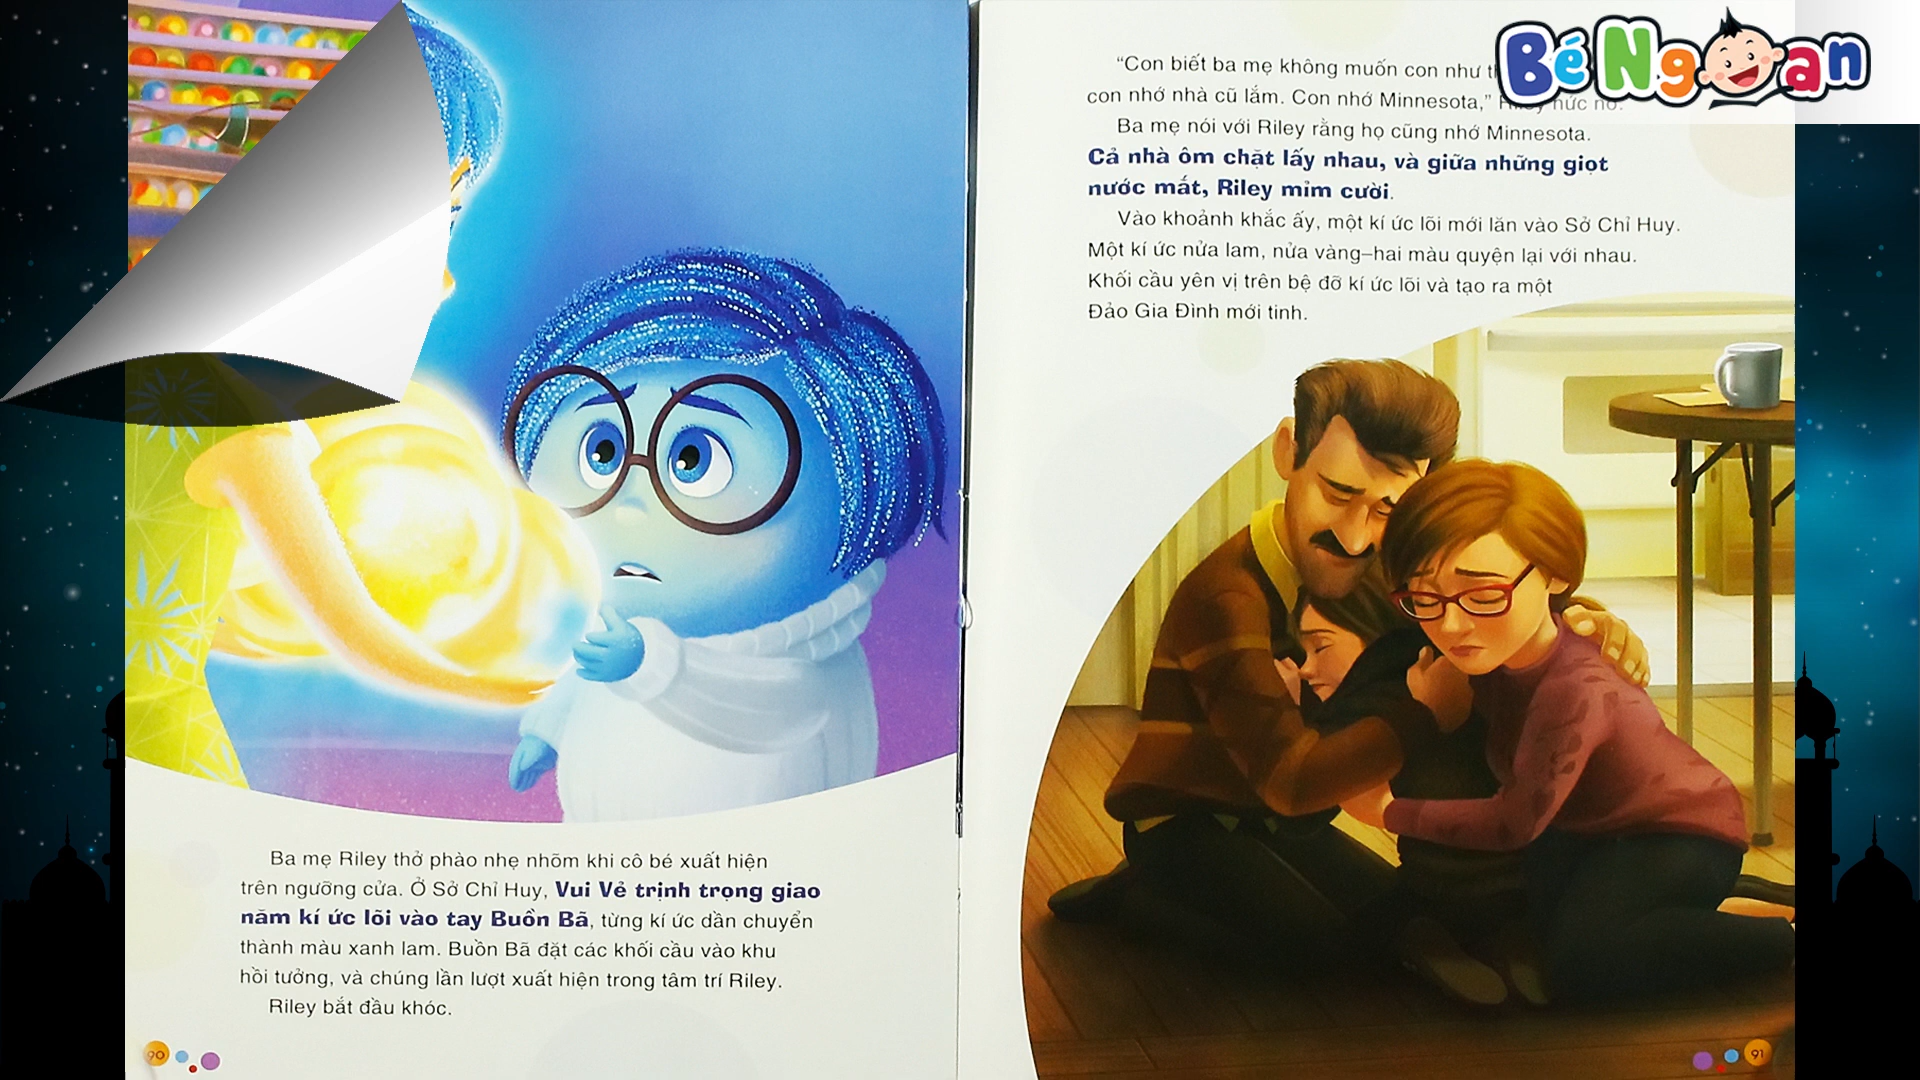 Ba mẹ Riley thở phào nhẹ nhõm khi cô bé xuất hiện
trên ngưỡng cửa. Ở Sở Chỉ Huy, Vui Vẻ trịnh trọng giao
năm kí ức lõi vào tay Buồn Bã, từng kí ức dần chuyển
thành màu xanh lam. Buồn Bã đặt các khối cầu vào khu
hồi tưởng, và chúng lần lượt xuất hiện trong tâm trí Riley.
Riley bắt đầu khóc.
90
BéNgoan
“Con biết ba mẹ không muốn con như
con nhớ nhà cũ lắm. Con nhớ Minnesota,” Riley nức nở.
Ba mẹ nói với Riley rằng họ cũng nhớ Minnesota.
Cả nhà ôm chặt lấy nhau, và giữa những giọt
nước mắt, Riley mỉm cười.
Vào khoảnh khắc ấy, một kí ức lõi mới lăn vào Sở Chỉ Huy.
Một kí ức nửa lam, nửa vàng–hai màu quyện lại với nhau.
Khối cầu yên vị trên bệ đỡ kí ức lõi và tạo ra một
Đảo Gia Đình mới tinh.
91